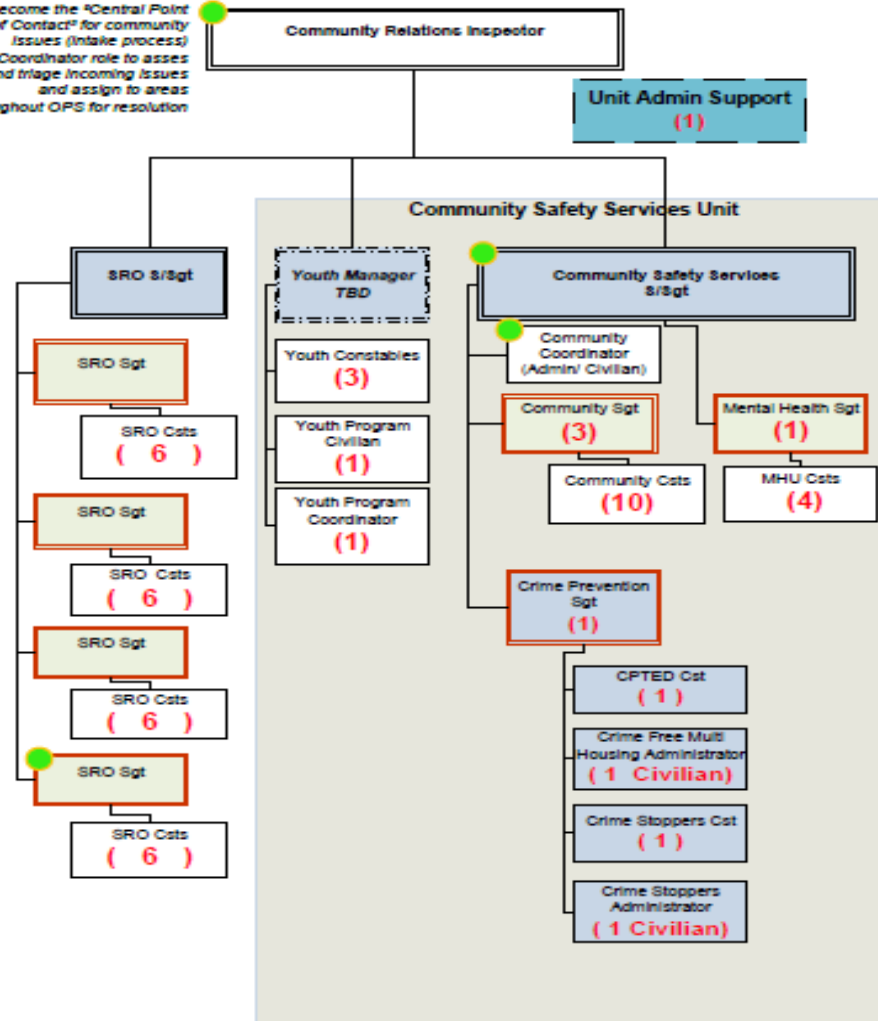 ecome the "Central Point
of Contact" for community
issues (intake process)
Coordinator role to asses
nd triage incoming issues
and assign to areas
ghout OPS for resolution
Community Relations Inspector
Unit Admin Support
(1)
Community Safety Services Unit
SRO S/Sgt
SRO Sgt
SRO Csts
( 6 )
SRO Sgt
SRO Csts
( 6 )
SRO Sgt
SRO Csts
( 6 )
SRO Sgt
SRO Csts
( 6 )
Youth Manager
TBD
Youth Constables
(3)
Youth Program
Civilian
(1)
Youth Program
Coordinator
(1)
Community Safety Services
S/Sgt
Community
Coordinator
(Admin/ Civilian)
Community Sgt
(3)
Community Csts
(10)
Mental Health Sgt
(1)
MHU Csts
(4)
Crime Prevention
Sgt
(1)
CPTED Cst
( 1 )
Crime Free Multi
Housing Administrator
( 1 Civilian)
Crime Stoppers Cst
( 1 )
Crime Stoppers
Administrator
( 1 Civilian)